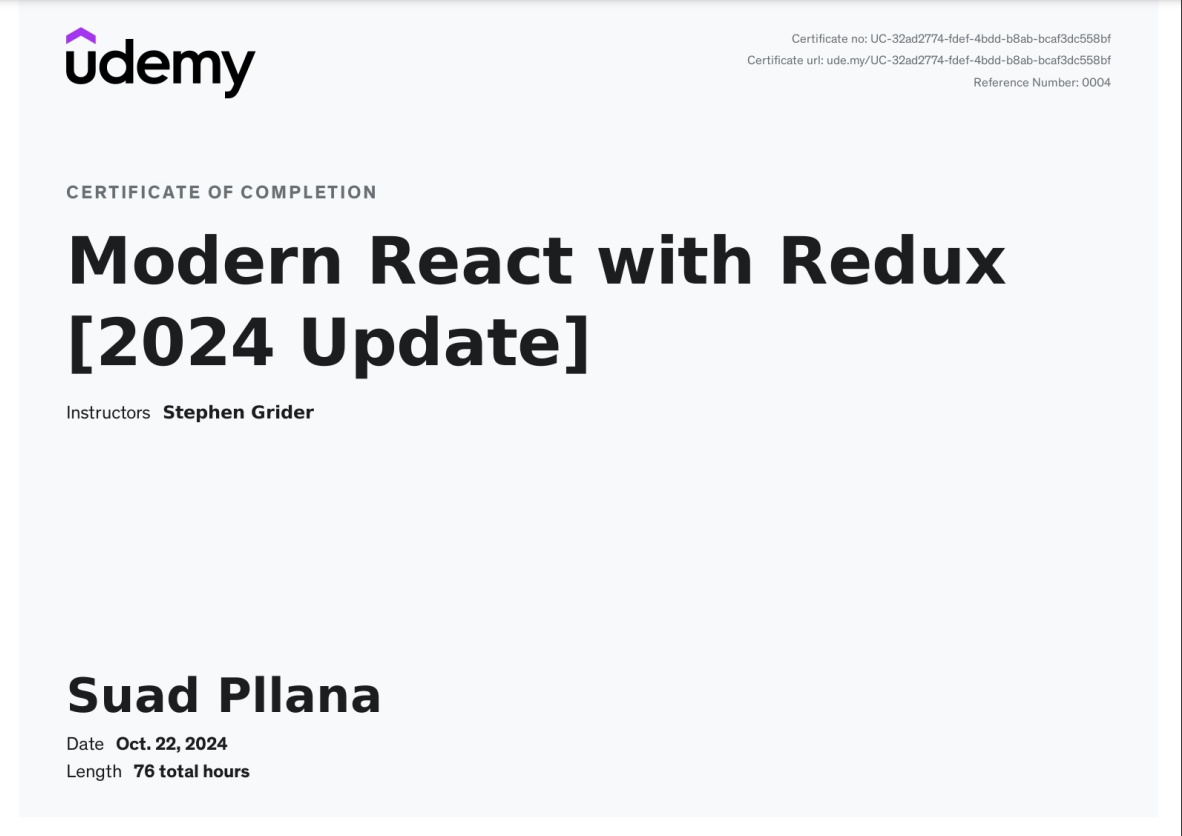 udemy
Certificate no: UC-32ad2774-fdef-4bdd-b8ab-bcaf3dc558bf
Certificate url: ude.my/UC-32ad2774-fdef-4bdd-b8ab-bcaf3dc558bf
Reference Number: 0004
CERTIFICATE OF COMPLETION
Modern React with Redux
[2024 Update]
Instructors Stephen Grider
Suad Pllana
Date Oct. 22, 2024
Length 76 total hours